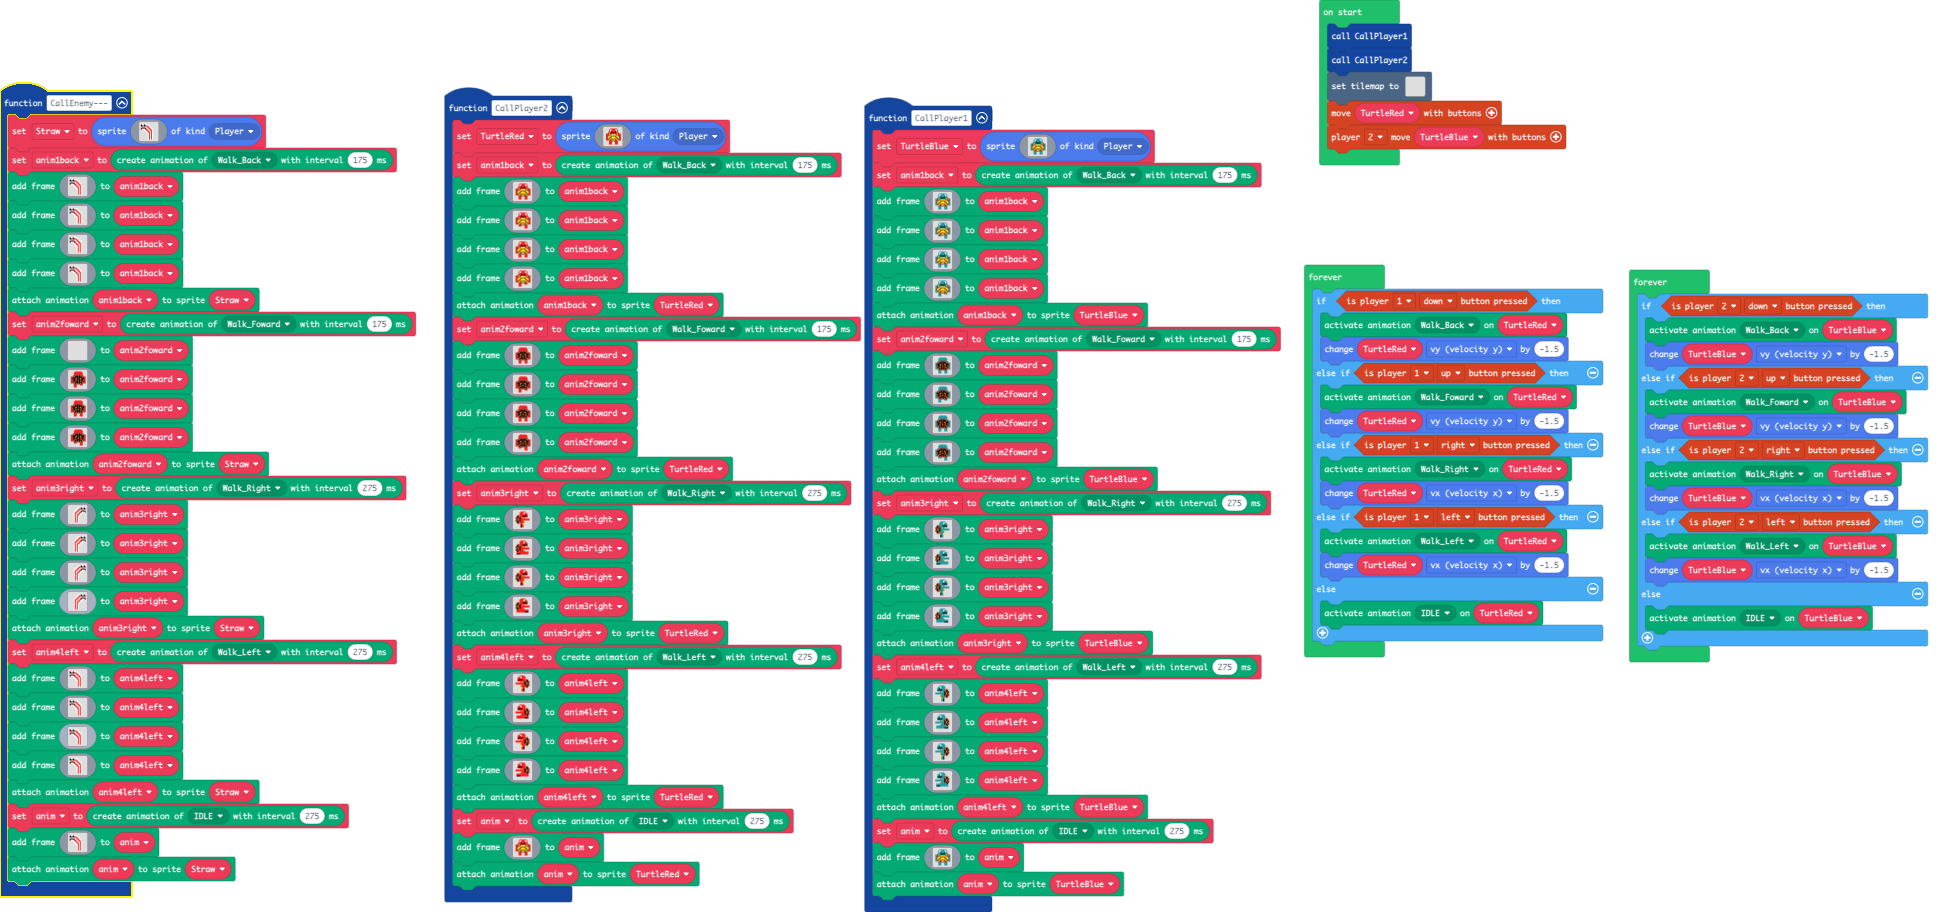 function CallEnemy---
set Straw to sprite of kind Player
set anim1back to create animation of Walk_Back with interval 175 ms
add frame to anim1back
add frame to anim1back
add frame to anim1back
add frame to anim1back
attach animation anim1back to sprite Straw
set anim2foward to create animation of Walk_Foward with interval 175 ms
add frame to anim2foward
add frame to anim2foward
add frame to anim2foward
add frame to anim2foward
attach animation anim2foward to sprite Straw
set anim3right to create animation of Walk_Right with interval 275 ms
add frame to anim3right
add frame to anim3right
add frame to anim3right
add frame to anim3right
attach animation anim3right to sprite Straw
set anim4left to create animation of Walk_Left with interval 275 ms
add frame to anim4left
add frame to anim4left
add frame to anim4left
add frame to anim4left
attach animation anim4left to sprite Straw
set anim to create animation of IDLE with interval 275 ms
add frame to anim
attach animation anim to sprite Straw
function CallPlayer2
set TurtleRed to sprite of kind Player
set anim1back to create animation of Walk_Back with interval 175 ms
add frame to anim1back
add frame to anim1back
add frame to anim1back
add frame to anim1back
attach animation anim1back to sprite TurtleRed
set anim2foward to create animation of Walk_Foward with interval 175 ms
add frame to anim2foward
add frame to anim2foward
add frame to anim2foward
add frame to anim2foward
attach animation anim2foward to sprite TurtleRed
set anim3right to create animation of Walk_Right with interval 275 ms
add frame to anim3right
add frame to anim3right
add frame to anim3right
add frame to anim3right
attach animation anim3right to sprite TurtleRed
set anim4left to create animation of Walk_Left with interval 275 ms
add frame to anim4left
add frame to anim4left
add frame to anim4left
add frame to anim4left
attach animation anim4left to sprite TurtleRed
set anim to create animation of IDLE with interval 275 ms
add frame to anim
attach animation anim to sprite TurtleRed
function CallPlayer1
set TurtleBlue to sprite of kind Player
set anim1back to create animation of Walk_Back with interval 175 ms
add frame to anim1back
add frame to anim1back
add frame to anim1back
add frame to anim1back
attach animation anim1back to sprite TurtleBlue
set anim2foward to create animation of Walk_Foward with interval 175 ms
add frame to anim2foward
add frame to anim2foward
add frame to anim2foward
add frame to anim2foward
attach animation anim2foward to sprite TurtleBlue
set anim3right to create animation of Walk_Right with interval 275 ms
add frame to anim3right
add frame to anim3right
add frame to anim3right
add frame to anim3right
attach animation anim3right to sprite TurtleBlue
set anim4left to create animation of Walk_Left with interval 275 ms
add frame to anim4left
add frame to anim4left
add frame to anim4left
add frame to anim4left
attach animation anim4left to sprite TurtleBlue
set anim to create animation of IDLE with interval 275 ms
add frame to anim
attach animation anim to sprite TurtleBlue
on start
call CallPlayer1
call CallPlayer2
set tilemap to
move TurtleRed with buttons
player 2 move TurtleBlue with buttons
forever
if is player 1 down button pressed then
activate animation Walk_Back on TurtleRed
change TurtleRed vy (velocity y) by -1.5
else if is player 1 up button pressed then
activate animation Walk_Foward on TurtleRed
change TurtleRed vy (velocity y) by -1.5
else if is player 1 right button pressed then
activate animation Walk_Right on TurtleRed
change TurtleRed vx (velocity x) by -1.5
else if is player 1 left button pressed then
activate animation Walk_Left on TurtleRed
change TurtleRed vx (velocity x) by -1.5
else
activate animation IDLE on TurtleRed
forever
if is player 2 down button pressed then
activate animation Walk_Back on TurtleBlue
change TurtleBlue vy (velocity y) by -1.5
else if is player 2 up button pressed then
activate animation Walk_Foward on TurtleBlue
change TurtleBlue vy (velocity y) by -1.5
else if is player 2 right button pressed then
activate animation Walk_Right on TurtleBlue
change TurtleBlue vx (velocity x) by -1.5
else if is player 2 left button pressed then
activate animation Walk_Left on TurtleBlue
change TurtleBlue vx (velocity x) by -1.5
else
activate animation IDLE on TurtleBlue